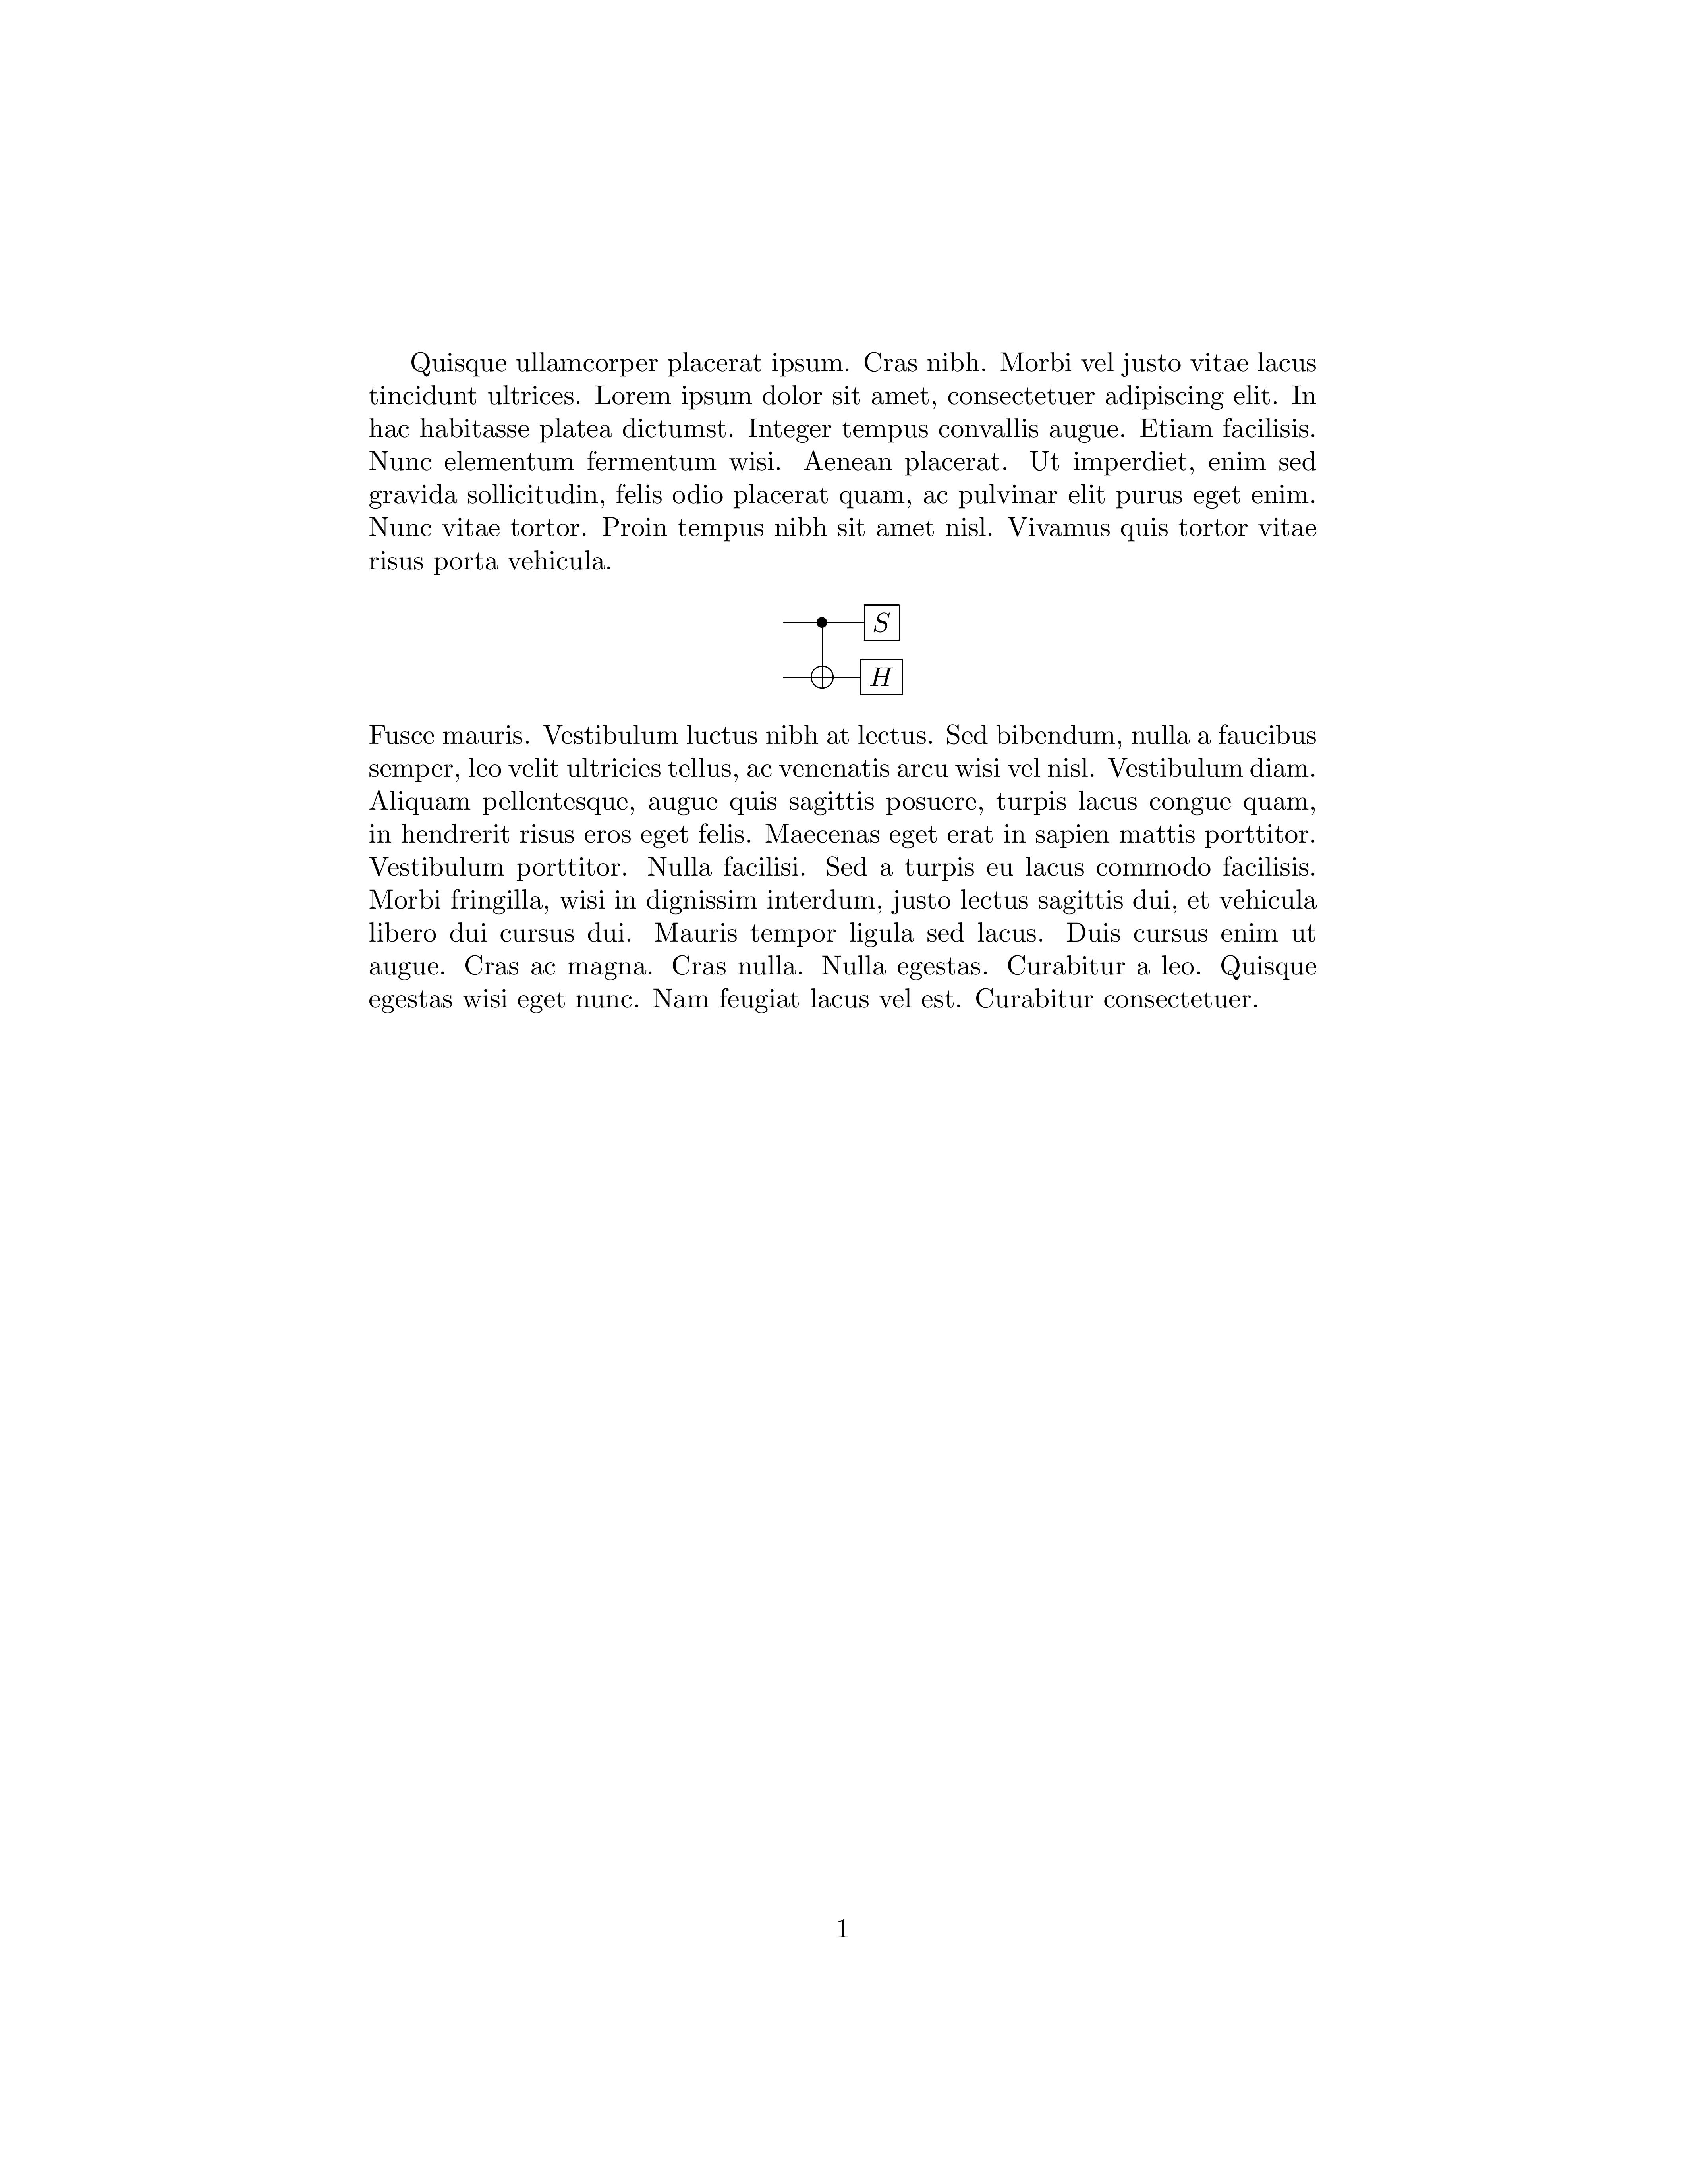 Quisque ullamcorper placerat ipsum. Cras nibh. Morbi vel justo vitae lacus
tincidunt ultrices. Lorem ipsum dolor sit amet, consectetuer adipiscing elit. In
hac habitasse platea dictumst. Integer tempus convallis augue. Etiam facilisis.
Nunc elementum fermentum wisi. Aenean placerat. Ut imperdiet, enim sed
gravida sollicitudin, felis odio placerat quam, ac pulvinar elit purus eget enim.
Nunc vitae tortor. Proin tempus nibh sit amet nisl. Vivamus quis tortor vitae
risus porta vehicula.
S
H
Fusce mauris. Vestibulum luctus nibh at lectus. Sed bibendum, nulla a faucibus
semper, leo velit ultricies tellus, ac venenatis arcu wisi vel nisl. Vestibulum diam.
Aliquam pellentesque, augue quis sagittis posuere, turpis lacus congue quam,
in hendrerit risus eros eget felis. Maecenas eget erat in sapien mattis porttitor.
Vestibulum porttitor. Nulla facilisi. Sed a turpis eu lacus commodo facilisis.
Morbi fringilla, wisi in dignissim interdum, justo lectus sagittis dui, et vehicula
libero dui cursus dui. Mauris tempor ligula sed lacus. Duis cursus enim ut
augue. Cras ac magna. Cras nulla. Nulla egestas. Curabitur a leo. Quisque
egestas wisi eget nunc. Nam feugiat lacus vel est. Curabitur consectetuer.
1